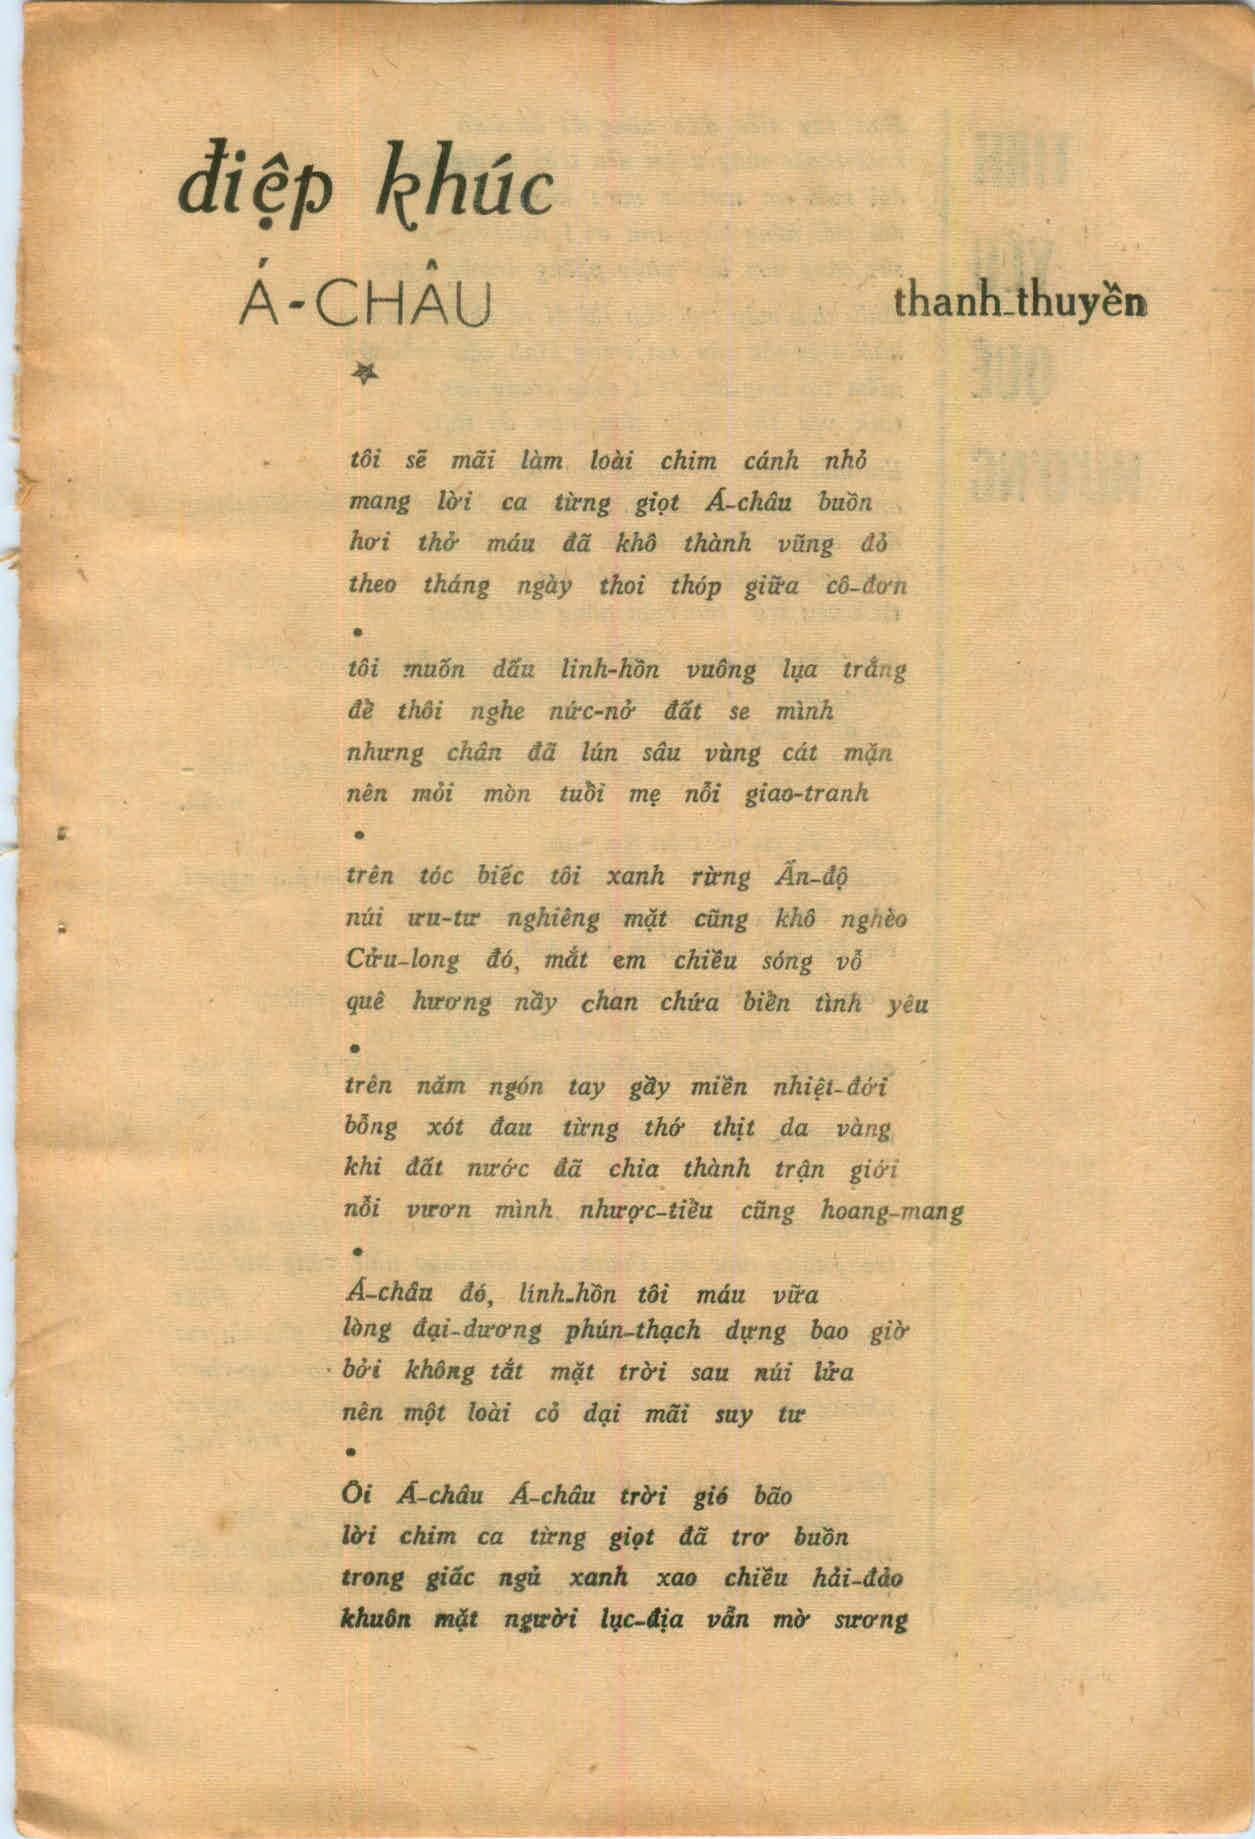 điệp khúc
Á-CHÂU
thanh-thuyền
tôi sẽ mãi làm loài chim cánh nhỏ
mang lời ca từng giọt Á-châu buồn
hơi thở máu đã khô thành vũng đỏ
theo tháng ngày thoi thóp giữa cô-đơn
•
tôi muốn dấu linh-hồn vuông lụa trắng
để thôi nghe nức-nở đất se mình
nhưng chân đã lún sâu vùng cát mặn
nên mỏi mòn tuổi mẹ nỗi giao-tranh
•
trên tóc biếc tôi xanh rừng Ấn-độ
núi ưu-tư nghiêng mặt cũng khô nghèo
Cửu-long đó, mắt em chiều sóng vỗ
quê hương nầy chan chứa biển tình yêu
•
trên năm ngón tay gầy miền nhiệt-đới
bỗng xót đau từng thớ thịt da vàng
khi đất nước đã chia thành trận giới
nỗi vươn mình nhược-tiểu cũng hoang-mang
•
Á-châu đó, linh-hồn tôi máu vữa
lòng đại-dương phún-thạch dựng bao giờ
bởi không tắt mặt trời sau núi lửa
nên một loài cỏ dại mãi suy tư
•
Ôi Á-châu Á-châu trời gió bão
lời chim ca từng giọt đã trơ buồn
trong giấc ngủ xanh xao chiều hải-đảo
khuôn mặt người lục-địa vẫn mờ sương